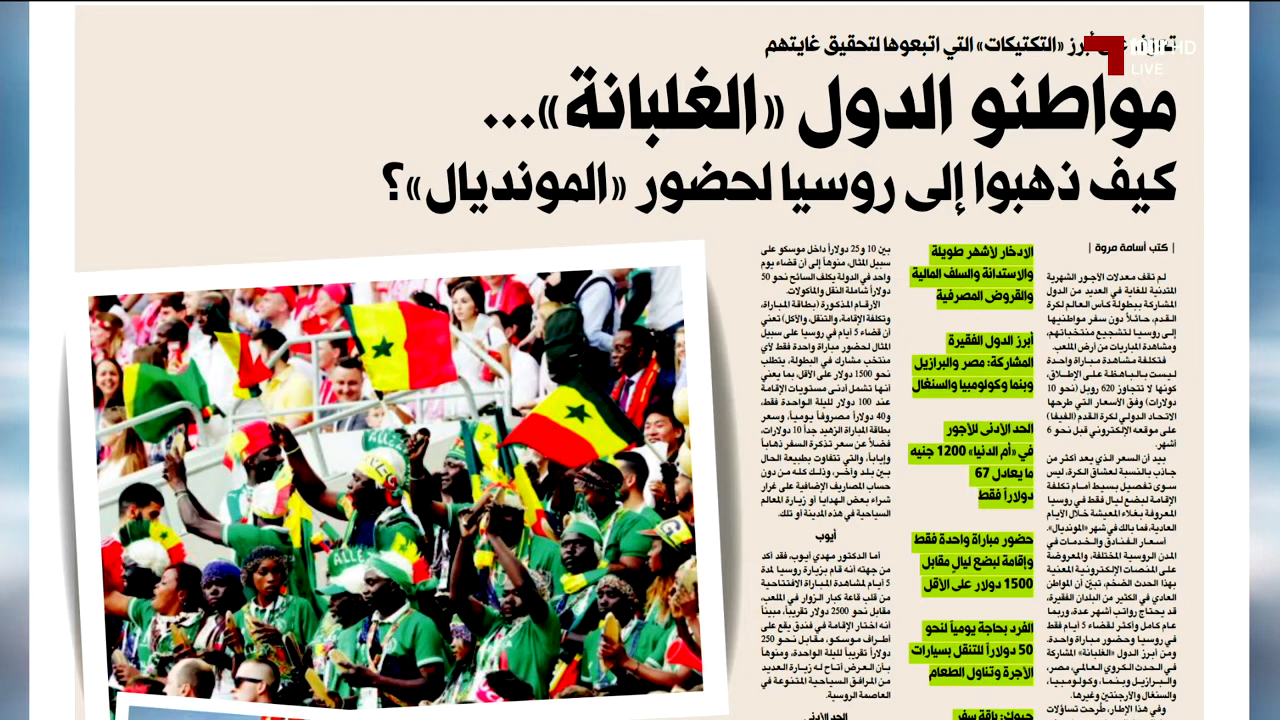 HD
LIVE
«التكتيكات» التي اتبعوها لتحقيق غايتهم
مواطنو الدول «الغلبانة»...
كيف ذهبوا إلى روسيا لحضور «المونديال»؟
| كتب أسامة مروة |
لم تقف معدلات الأجور الشهرية
المتدنية للغاية في العديد من الدول
المشاركة ببطولة كأس العالم لكرة
القدم، حائلاً دون سفر مواطنيها
إلى روسيا لتشجيع منتخباتهم،
ومشاهدة المباريات من أرض الملعب.
فتكلفة مشاهدة مباراة واحدة
ليست بالباهظة على الإطلاق،
كونها لا تتجاوز 620 روبل (نحو 10
دولارات) وفق الأسعار التي طرحها
الاتحاد الدولي لكرة القدم (الفيفا)
على موقعه الإلكتروني قبل نحو 6
أشهر.
بيد أن السعر الذي يعد أكثر من
جاذب بالنسبة لعشاق الكرة، ليس
سوى تفصيل بسيط أمام تكلفة
الإقامة لبضع ليال فقط في روسيا
المعروفة بغلاء المعيشة خلال الأيام
العادية، فما بالك في شهر «المونديال».
أسعار الفنادق والخدمات في
المدن الروسية المختلفة، والمعروضة
على المنصات الإلكترونية المعنية
بهذا الحدث الضخم، تبيّن أن المواطن
العادي في الكثير من البلدان الفقيرة،
قد يحتاج رواتب أشهر عدة، وربما
عام كامل وأكثر لقضاء 5 أيام فقط
في روسيا وحضور مباراة واحدة.
ومن أبرز الدول «الغلبانة» المشاركة
في الحدث الكروي العالمي، مصر،
والبرازيل وبنما، وكولومبيا،
والسنغال والأرجنتين وغيرها.
وفي هذا الإطار، طُرحت تساؤلات
الادخار لأشهر طويلة
والاستدانة والسلف المالية
والقروض المصرفية
أبرز الدول الفقيرة
المشاركة: مصر والبرازيل
وبنما وكولومبيا والسنغال
الحد الأدنى للأجور
في «أم الدنيا» 1200 جنيه
ما يعادل 67
دولاراً فقط
حضور مباراة واحدة فقط
وإقامة لبضع ليالٍ مقابل
1500 دولار على الأقل
الفرد بحاجة يومياً لنحو
50 دولاراً للتنقل بسيارات
الأجرة وتناول الطعام
حيوك: باقة سفر
بين 10 و25 دولاراً داخل موسكو على
سبيل المثال، منوهاً إلى أن قضاء يوم
واحد في الدولة يكلف السائح نحو 50
دولاراً شاملة النقل والمأكولات.
الأرقام المذكورة (بطاقة المباراة،
وتكلفة الإقامة، والتنقل، والأكل) تعني
أن قضاء 5 أيام في روسيا على سبيل
المثال لحضور مباراة واحدة فقط لأي
منتخب مشارك في البطولة، يتطلب
نحو 1500 دولار على الأقل، بما يعني
أنها تشمل أدنى مستويات الإقامة
عند 100 دولار لليلة الواحدة فقط،
و40 دولاراً مصروفاً يومياً، وسعر
بطاقة المباراة الزهيد جداً 10 دولارات،
فضلاً عن سعر تذكرة السفر ذهاباً
وإياباً، والتي تتفاوت بطبيعة الحال
بين بلد وآخر، وذلك كله من دون
حساب المصاريف الإضافية على غرار
شراء بعض الهدايا أو زيارة المعالم
السياحية في هذه المدينة أو تلك.
أيوب
أما الدكتور مهدي أيوب، فقد أكد
من جهته أنه قام بزيارة روسيا لمدة
5 أيام لمشاهدة المباراة الافتتاحية
من قلب قاعة كبار الزوار في الملعب،
مقابل نحو 2500 دولار تقريباً، مبيناً
أنه اختار الإقامة في فندق يقع على
أطراف موسكو، مقابل نحو 250
دولاراً تقريباً لليلة الواحدة، ومنوهاً
بأن العرض أتاح له زيارة العديد
من المرافق السياحية المتنوعة في
العاصمة الروسية.
الحد الأدنى